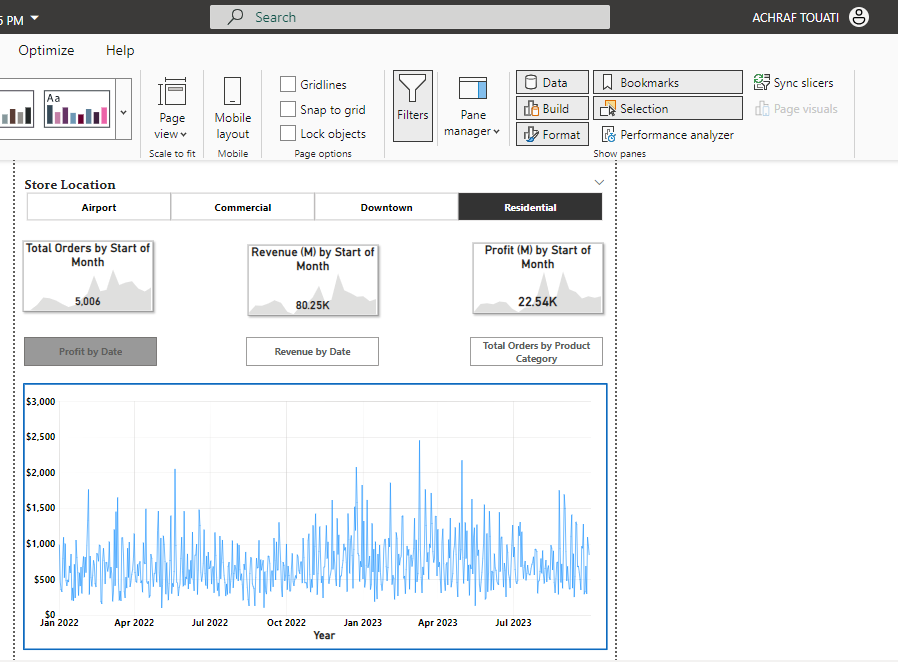 5 PM
Search
ACHRAF TOUATI
Optimize
Help
Aa
Page
view
Scale to fit
Mobile
layout
Mobile
Gridlines
Snap to grid
Lock objects
Page options
Filters
Pane
manager
Data
Build
Format
Bookmarks
Selection
Performance analyzer
Show panes
Sync slicers
Page visuals
Store Location
Airport
Commercial
Downtown
Residential
Total Orders by Start of
Month
5,006
Revenue (M) by Start of
Month
80.25K
Profit (M) by Start of
Month
22.54K
Profit by Date
Revenue by Date
Total Orders by Product
Category
$3,000
$2,500
$2,000
$1,500
$1,000
$500
$0
Jan 2022
Apr 2022
Jul 2022
Oct 2022
Jan 2023
Apr 2023
Jul 2023
Year